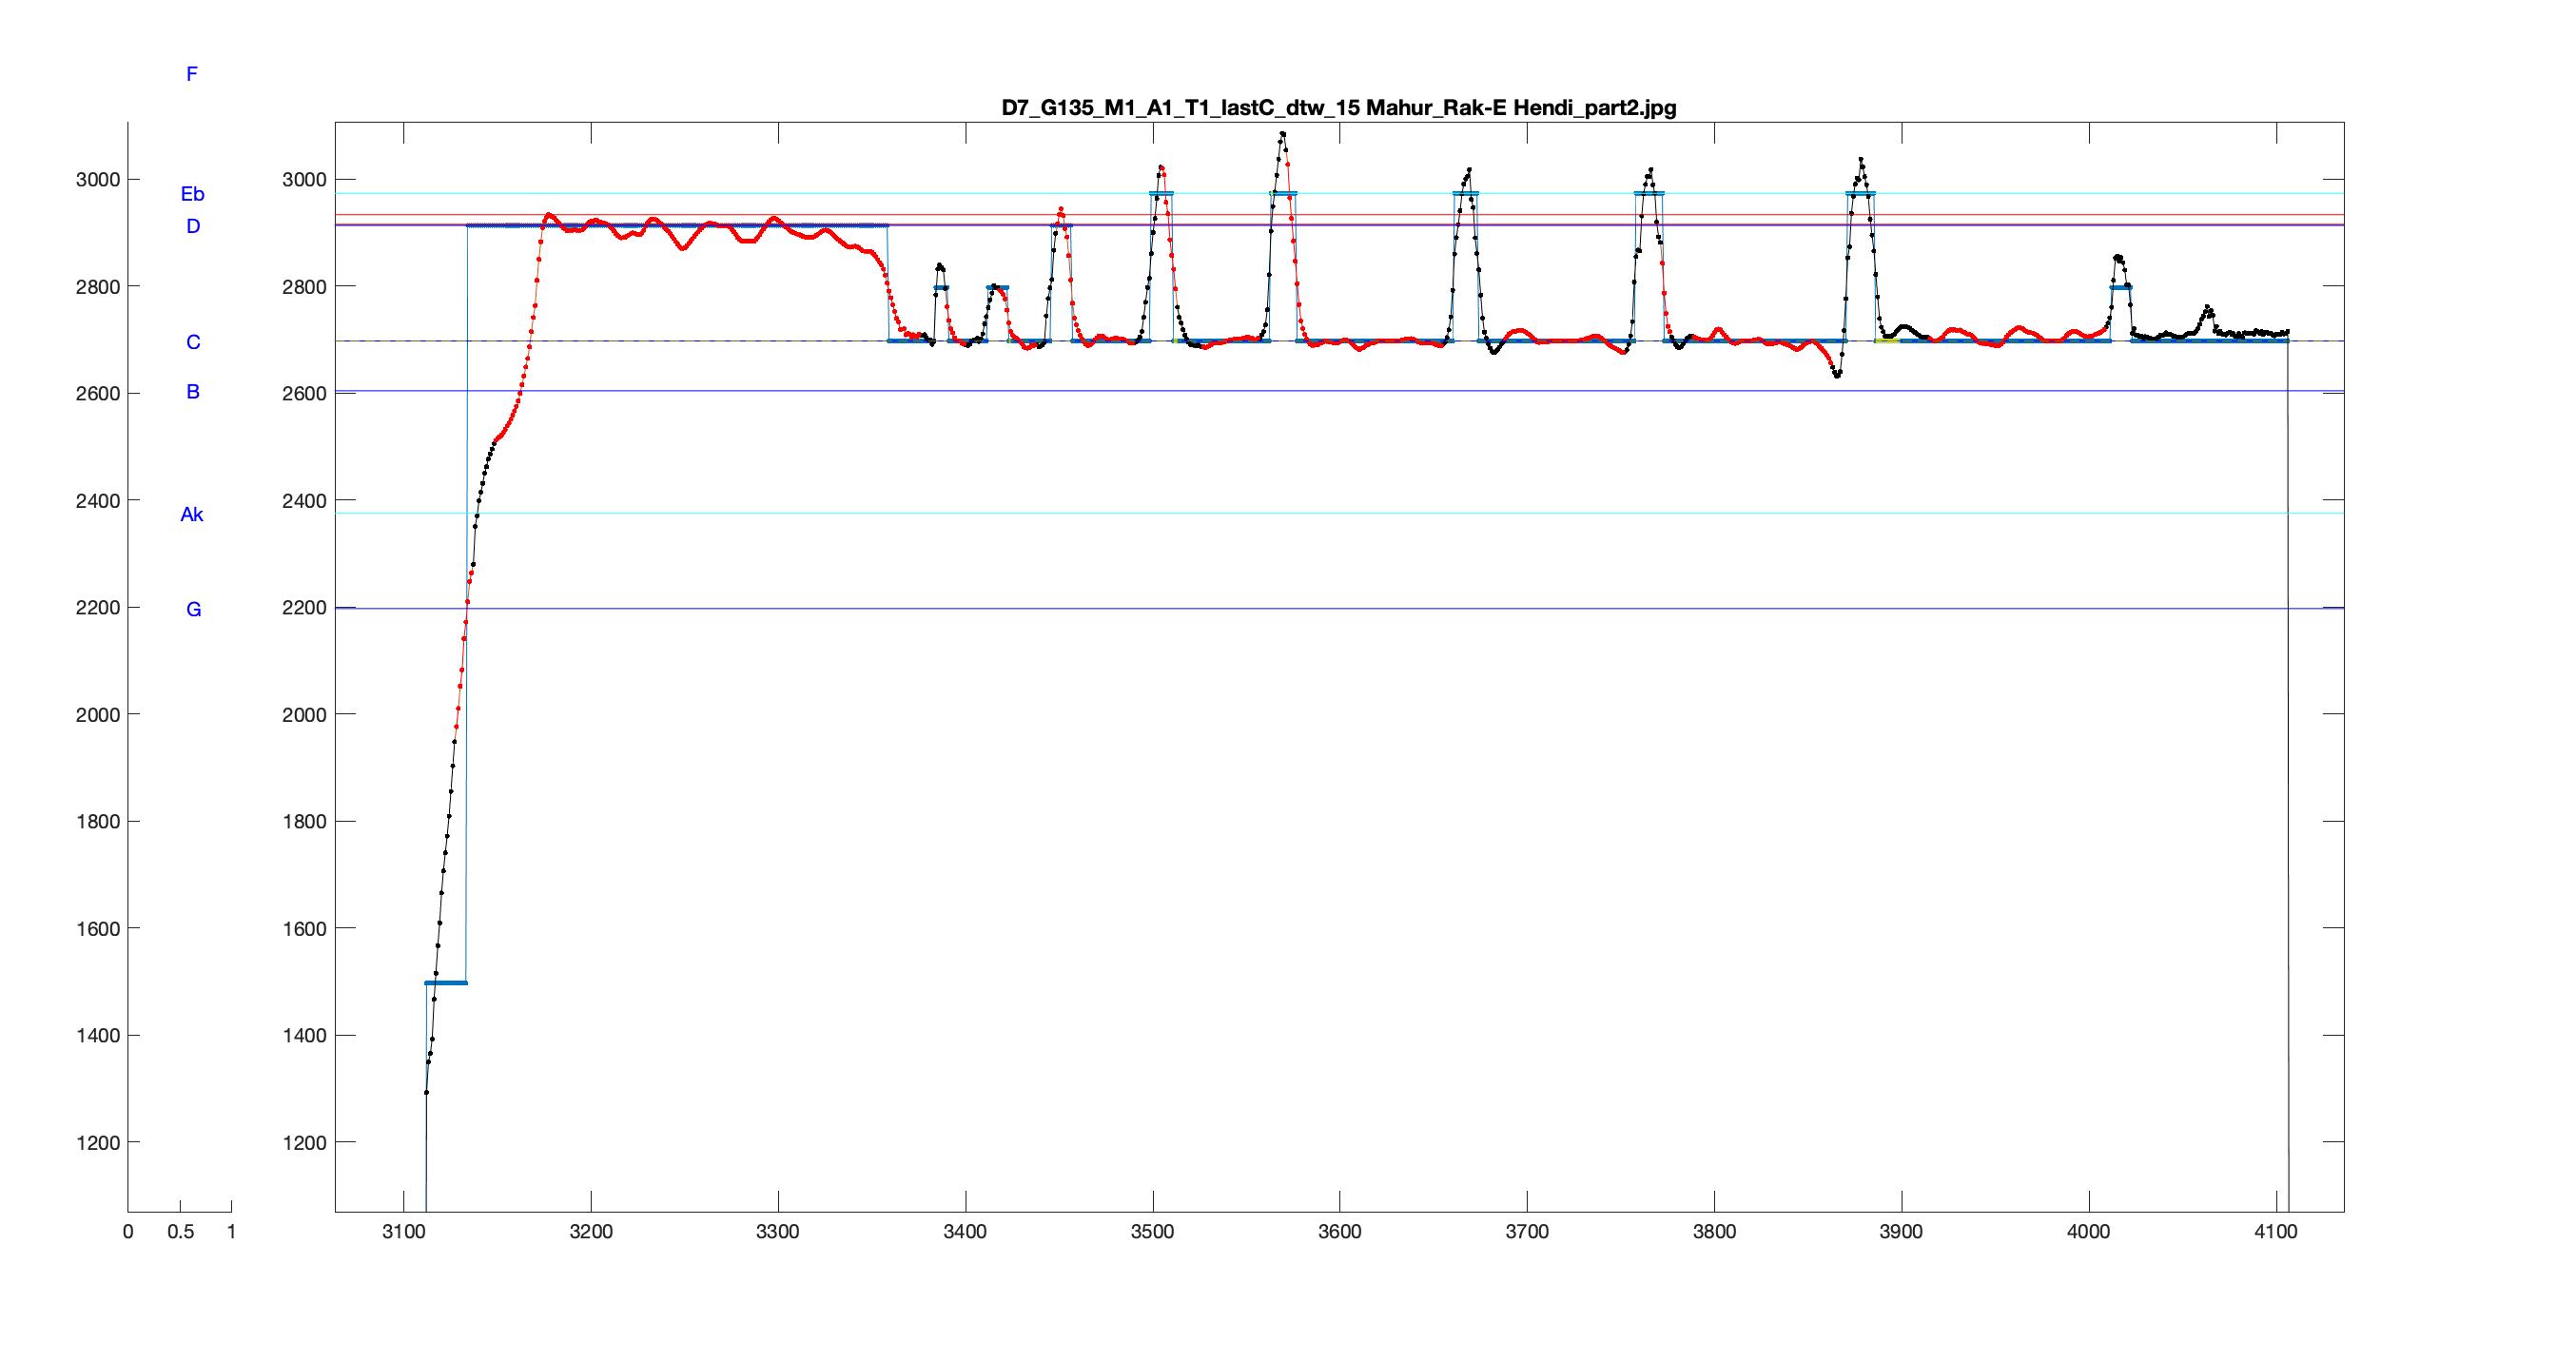 F
D7_G135_M1_A1_T1_lastC_dtw_15 Mahur_Rak-E Hendi_part2.jpg
3000 Eb 3000
D
2800 2800
C
2600 B 2600
2400 Ak 2400
2200 G 2200
2000 2000
1800 1800
1600 1600
1400 1400
1200 1200
0 0.5 1 3100 3200 3300 3400 3500 3600 3700 3800 3900 4000 4100